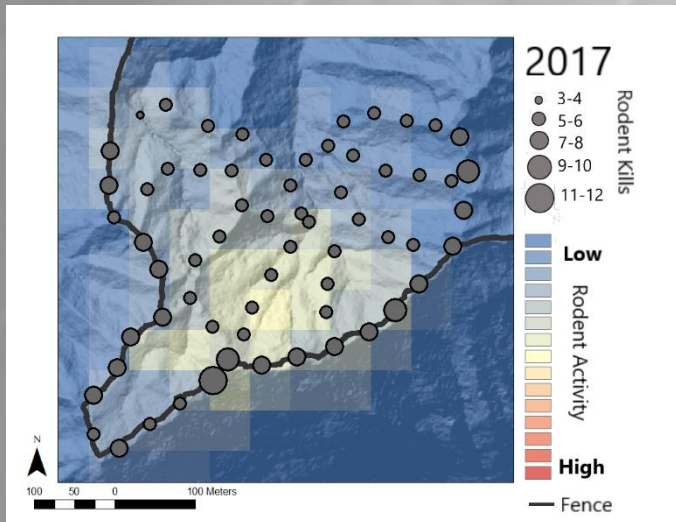 2017
Rodent Kills
3-4
5-6
7-8
9-10
11-12
Low
Rodent Activity
High
Fence
N
100 50 0 100 Meters